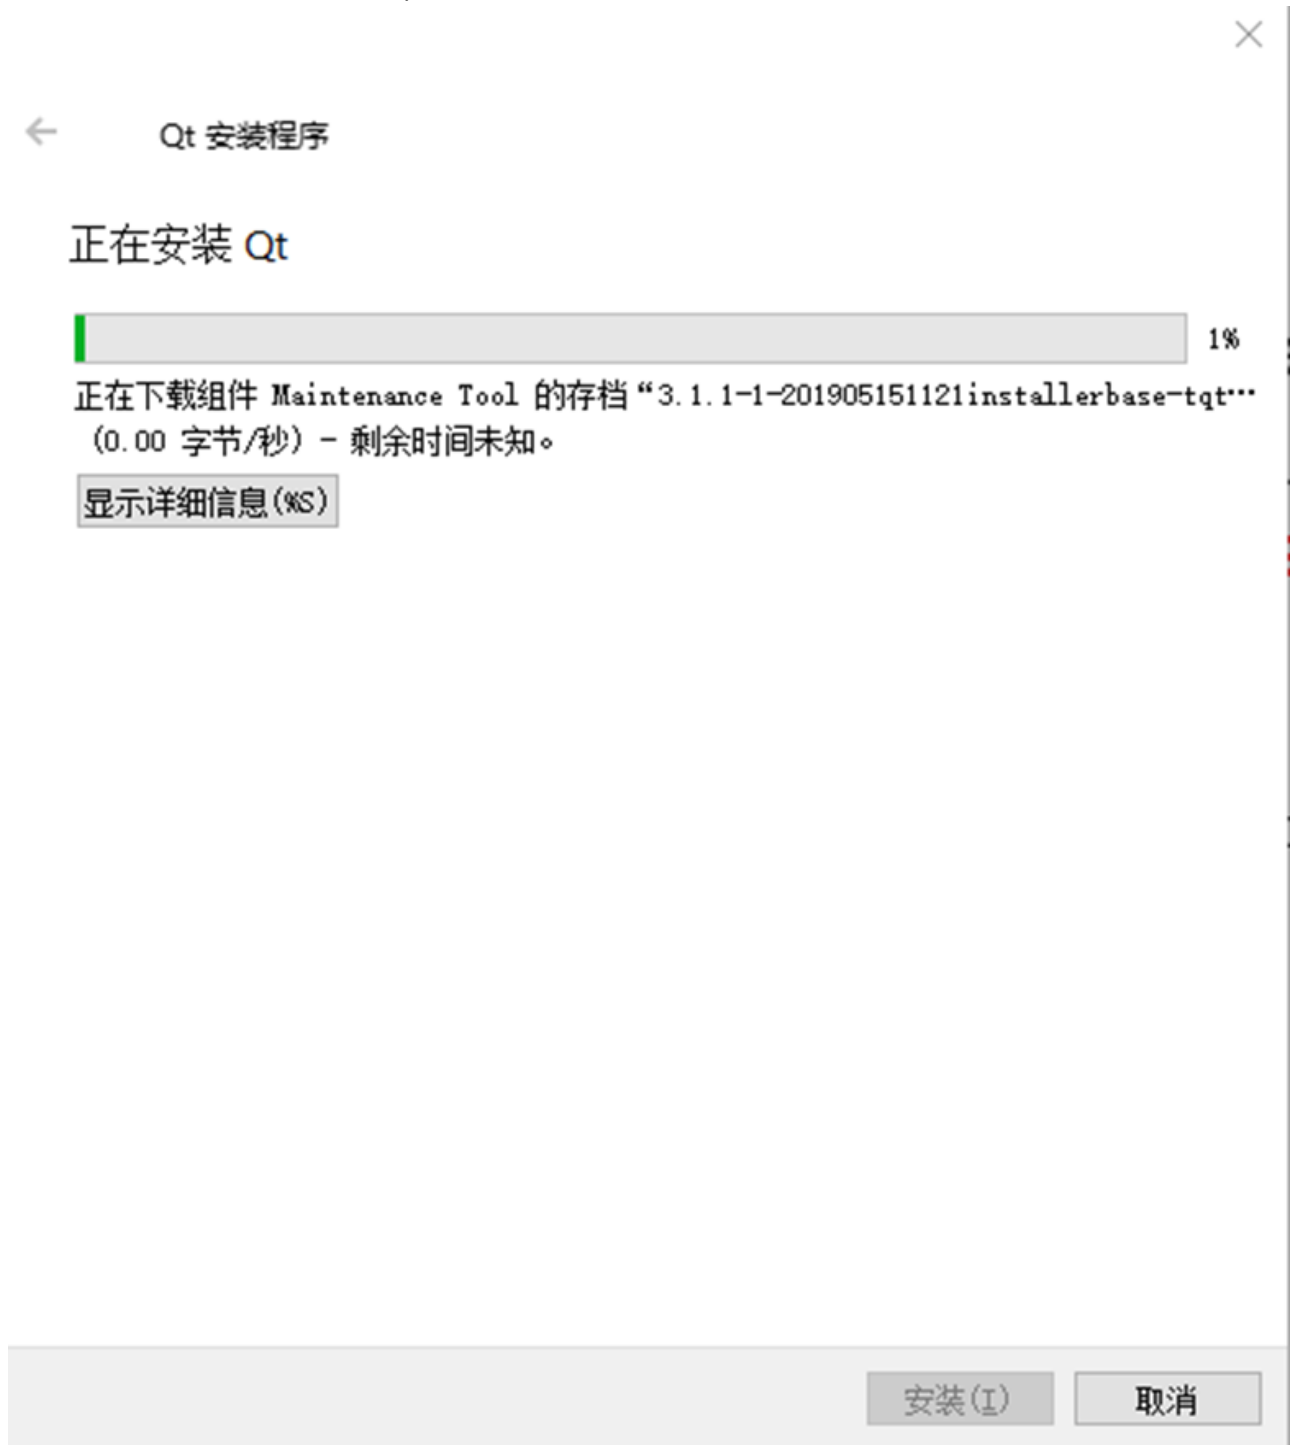 Qt 安装程序
正在安装 Qt
1%
正在下载组件 Maintenance Tool 的存档“3.1.1-1-201905151121installerbase-tqt…
(0.00 字节/秒) - 剩余时间未知。
显示详细信息(%S)
安装(I)
取消